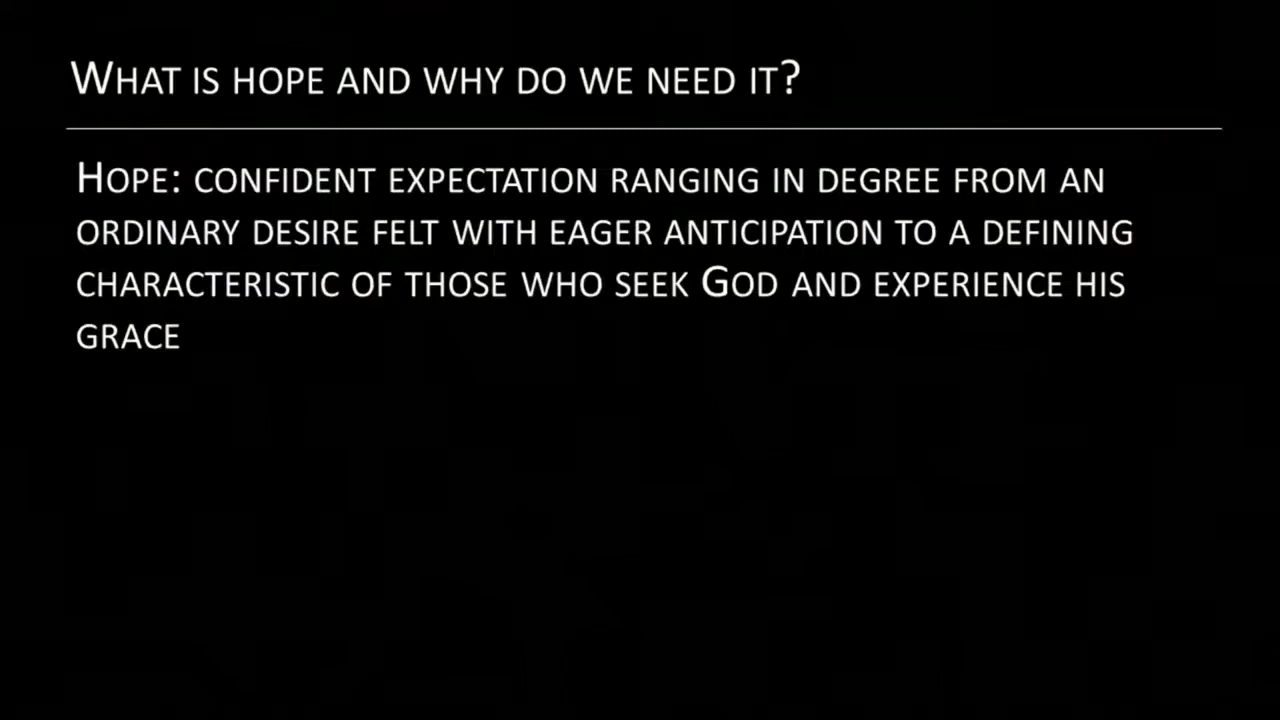 What is hope and why do we need it?
Hope: confident expectation ranging in degree from an
ordinary desire felt with eager anticipation to a defining
characteristic of those who seek God and experience his
grace